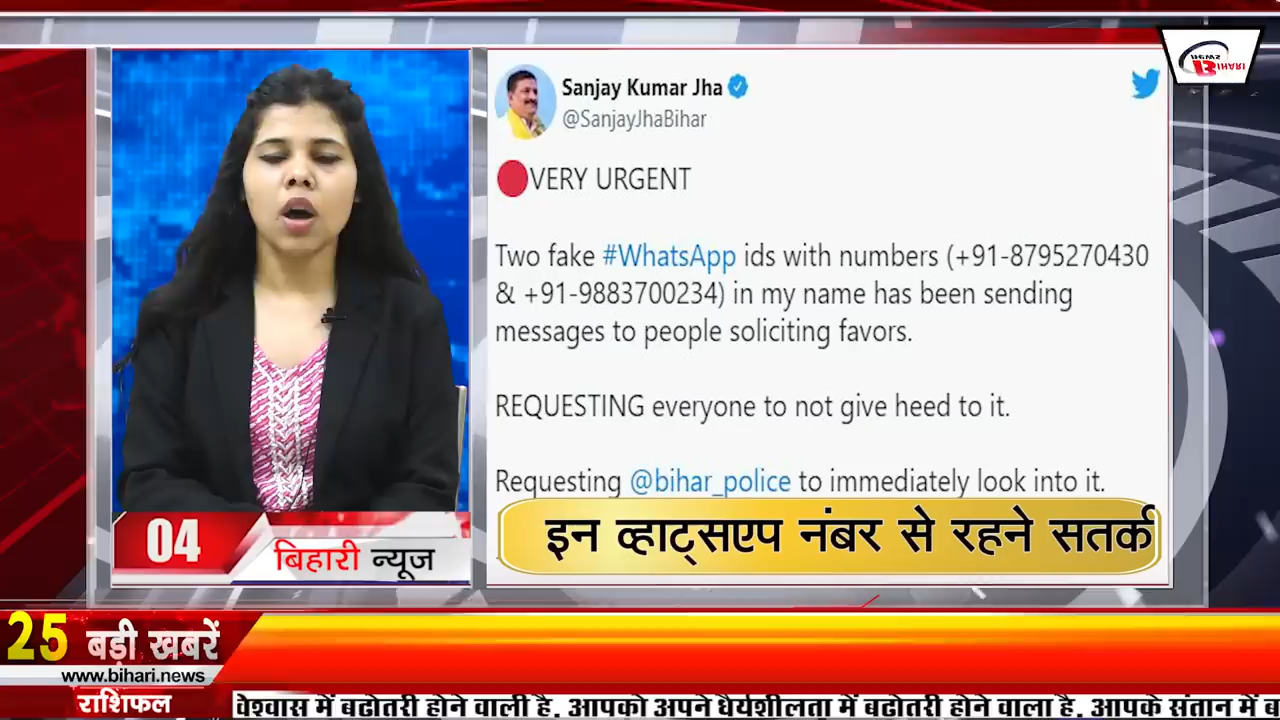 NEWS
BIHARI
Sanjay Kumar Jha
@SanjayJhaBihar
VERY URGENT
Two fake #WhatsApp ids with numbers (+91-8795270430
& +91-9883700234) in my name has been sending
messages to people soliciting favors.
REQUESTING everyone to not give heed to it.
Requesting @bihar_police to immediately look into it.
इन व्हाट्सएप नंबर से रहने सतर्क
04
बिहारी न्यूज
25 बड़ी खबरें
www.bihari.news
राशिफल
में बढोतरी होने वाली है. आपको अपने धैर्यशीलता में बढोतरी होने वाला है. आपके संतान में